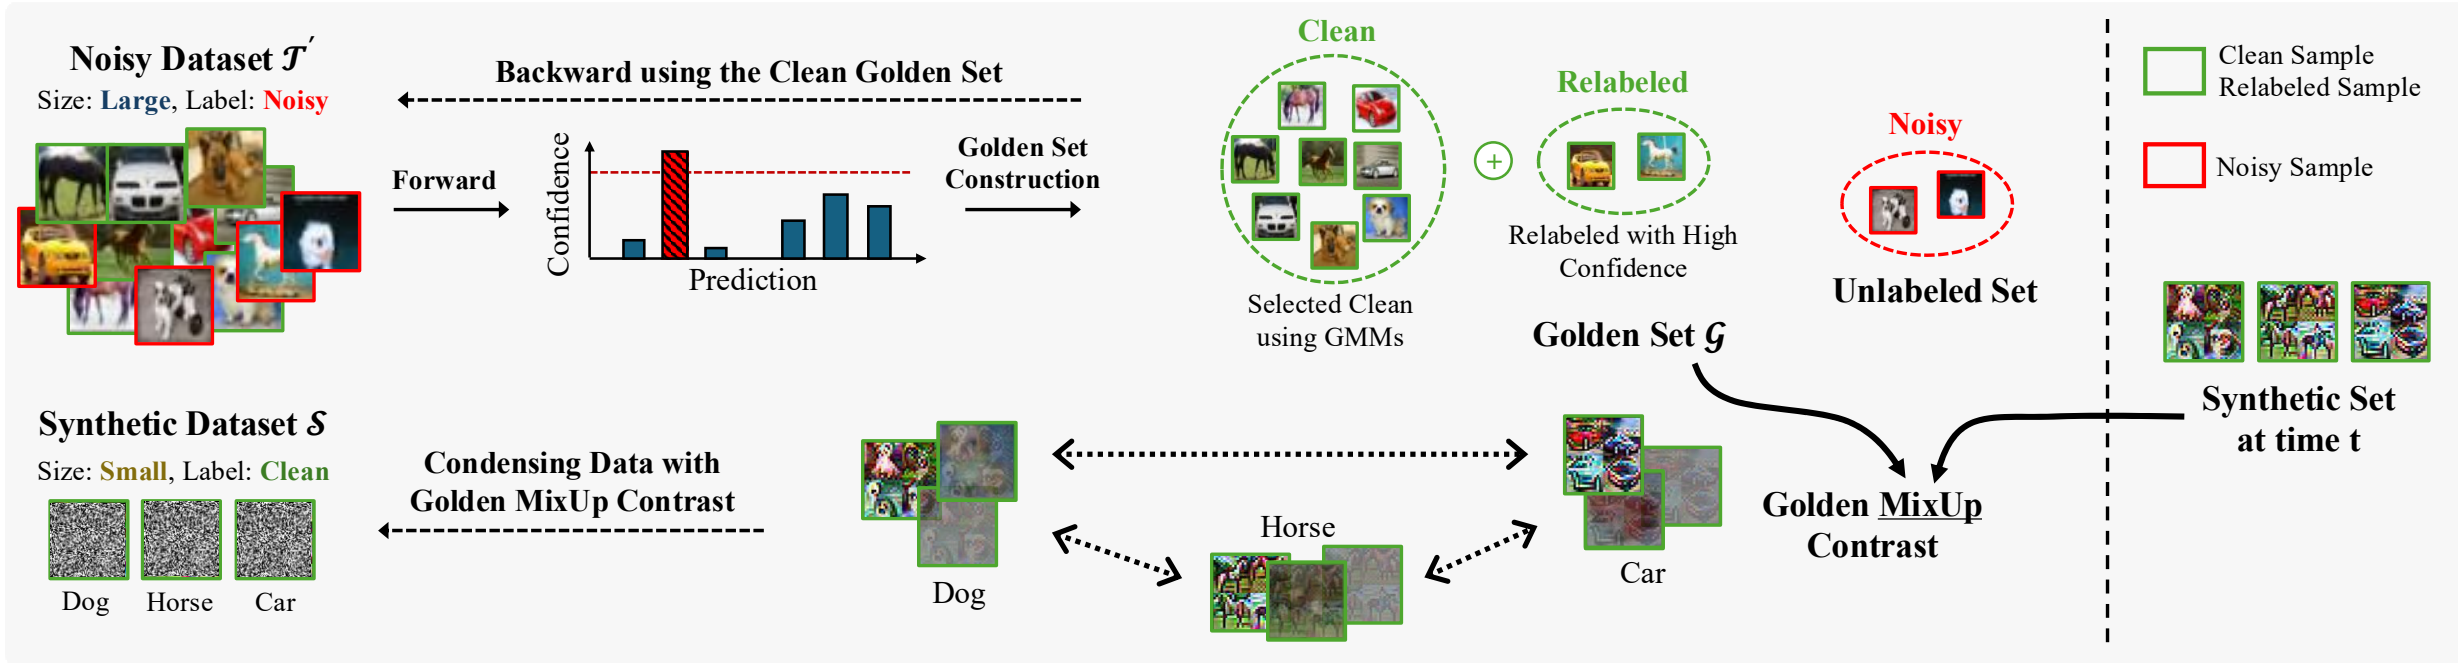 Noisy Dataset 𝒯′
Size: Large, Label: Noisy
Backward using the Clean Golden Set
Forward
Confidence
Prediction
Golden Set
Construction
Clean
Selected Clean
using GMMs
+
Relabeled
Relabeled with High
Confidence
Golden Set 𝒢
Noisy
Unlabeled Set
Clean Sample
Relabeled Sample
Noisy Sample
Synthetic Set
at time t
Golden MixUp
Contrast
Synthetic Dataset 𝒮
Size: Small, Label: Clean
Dog
Horse
Car
Condensing Data with
Golden MixUp Contrast
Dog
Horse
Car